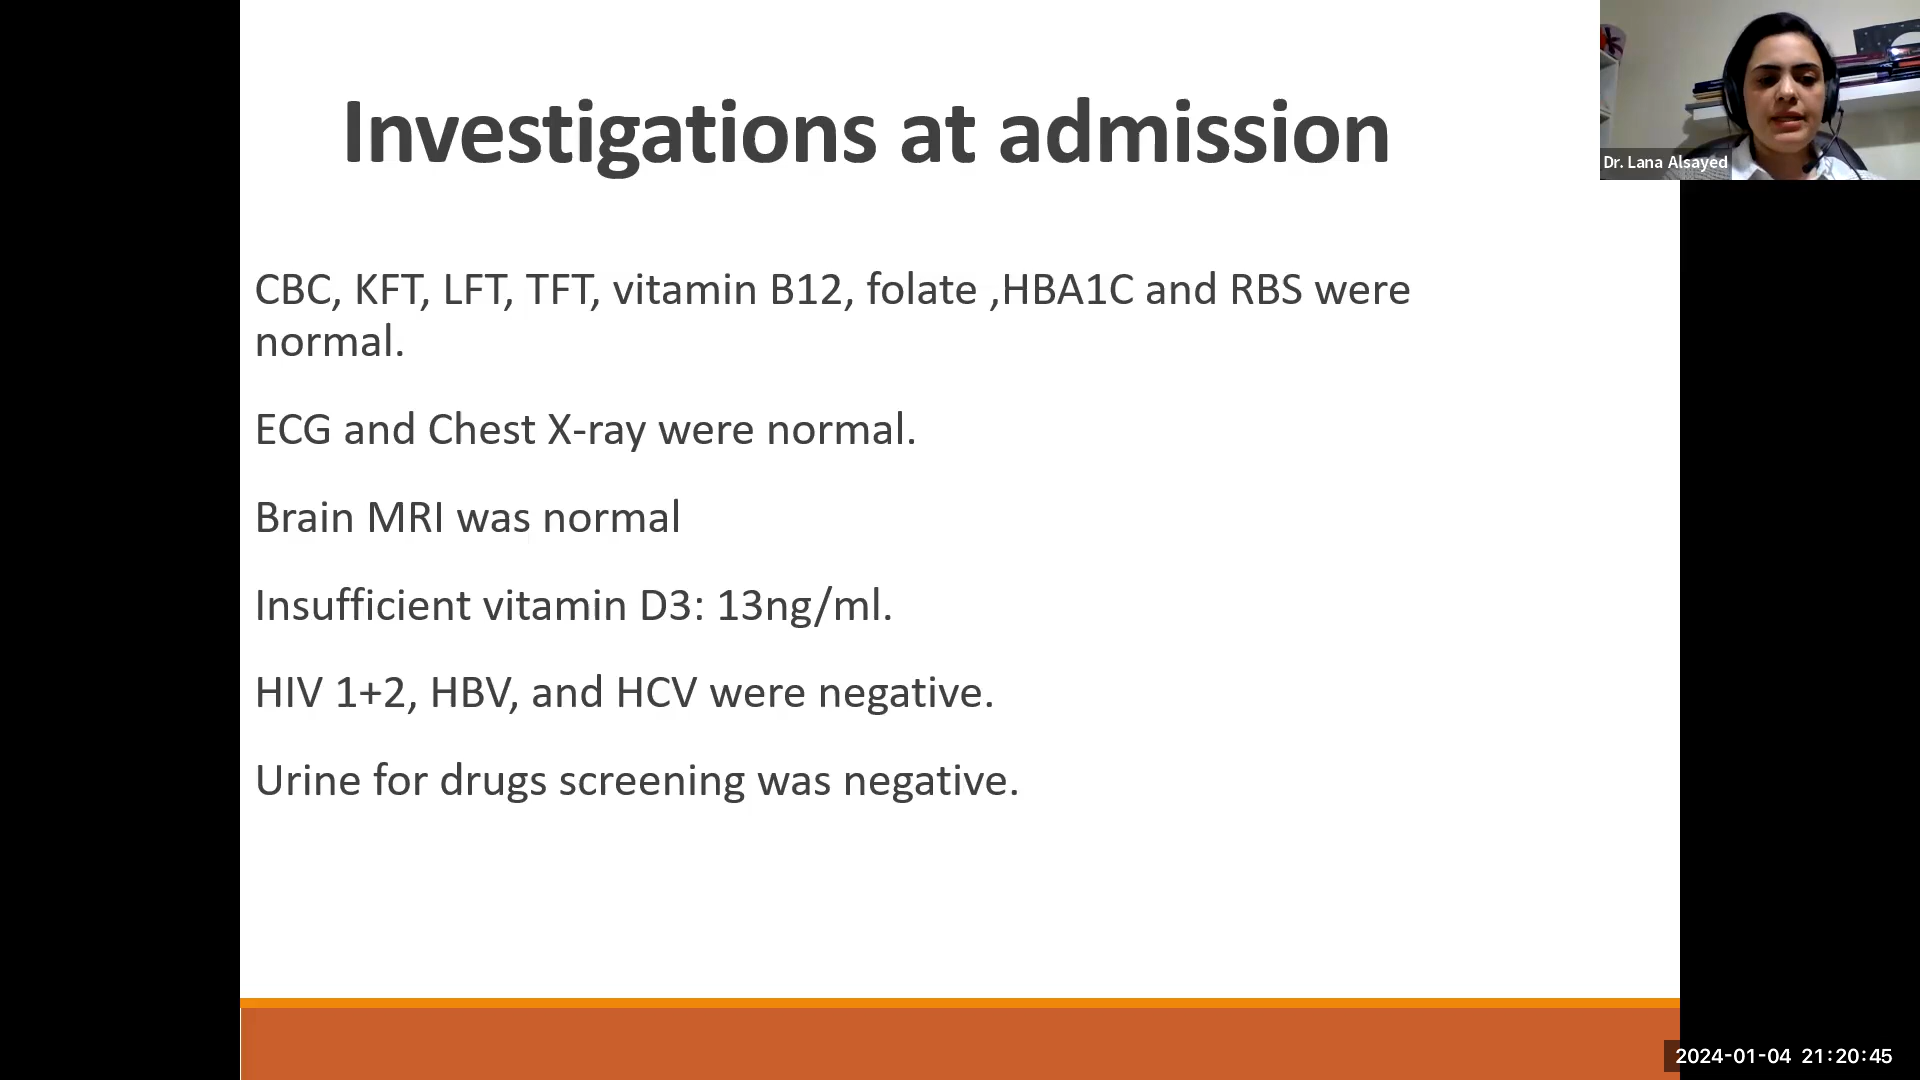 Investigations at admission
Dr. Lana Alsayed
CBC, KFT, LFT, TFT, vitamin B12, folate ,HBA1C and RBS were
normal.
ECG and Chest X-ray were normal.
Brain MRI was normal
Insufficient vitamin D3: 13ng/ml.
HIV 1+2, HBV, and HCV were negative.
Urine for drugs screening was negative.
2024-01-04 21:20:45